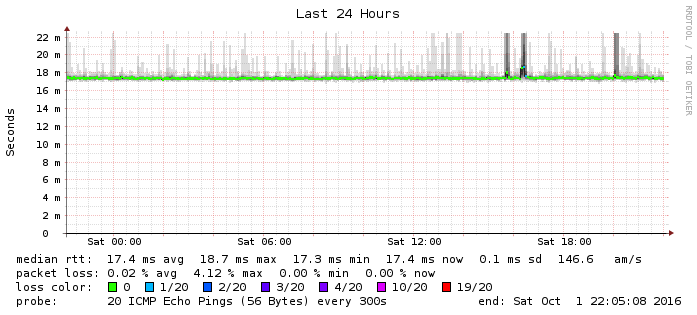 Last 24 Hours
RRDTOOL / TOBI OETIKER
Seconds
22 m
20 m
18 m
16 m
14 m
12 m
10 m
8 m
6 m
4 m
2 m
0
Sat 00:00 Sat 06:00 Sat 12:00 Sat 18:00
median rtt: 17.4 ms avg 18.7 ms max 17.3 ms min 17.4 ms now 0.1 ms sd 146.6 am/s
packet loss: 0.02 % avg 4.12 % max 0.00 % min 0.00 % now
loss color: 0 1/20 2/20 3/20 4/20 10/20 19/20
probe: 20 ICMP Echo Pings (56 Bytes) every 300s end: Sat Oct 1 22:05:08 2016